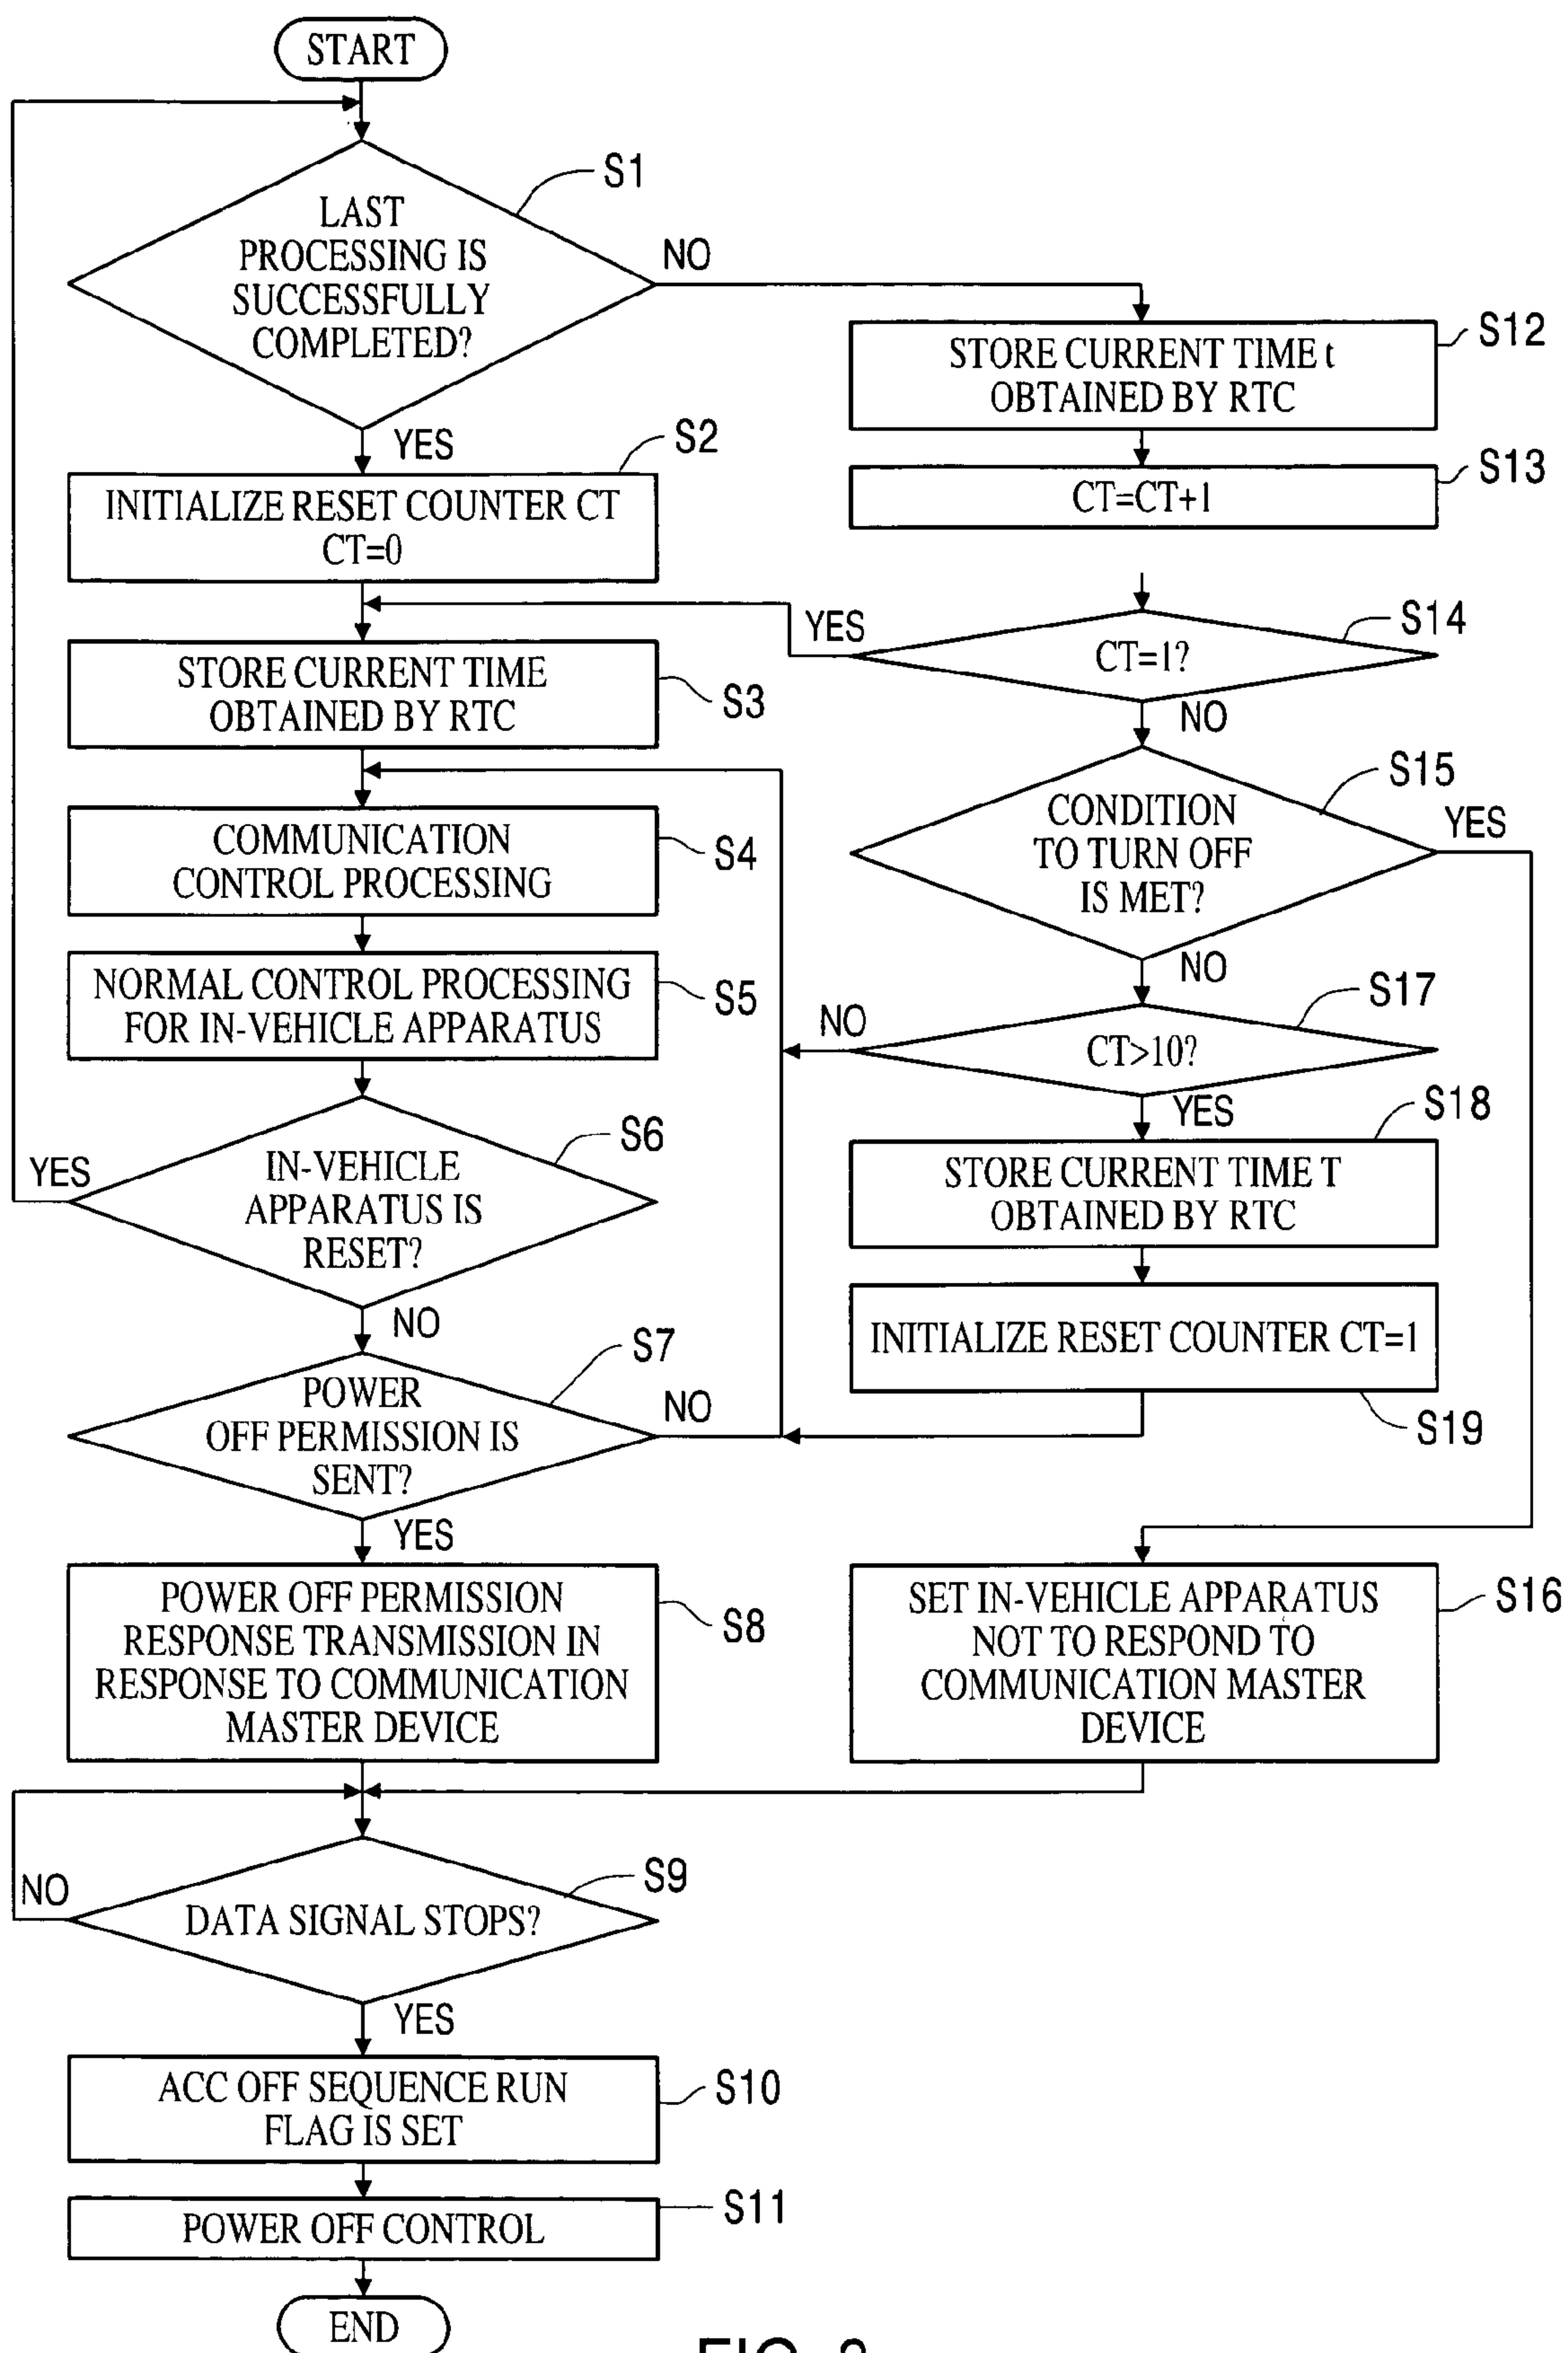 START
S1
LAST
PROCESSING IS
SUCCESSFULLY
COMPLETED?
NO
YES
S12
STORE CURRENT TIME t
OBTAINED BY RTC
S2
INITIALIZE RESET COUNTER CT
CT=0
S13
CT=CT+1
S3
STORE CURRENT TIME
OBTAINED BY RTC
S14
CT=1?
YES
NO
S4
COMMUNICATION
CONTROL PROCESSING
S15
CONDITION
TO TURN OFF
IS MET?
YES
NO
S5
NORMAL CONTROL PROCESSING
FOR IN-VEHICLE APPARATUS
S17
CT>10?
NO
YES
S6
IN-VEHICLE
APPARATUS IS
RESET?
YES
NO
S18
STORE CURRENT TIME T
OBTAINED BY RTC
INITIALIZE RESET COUNTER CT=1
S19
S7
POWER
OFF PERMISSION IS
SENT?
NO
YES
S8
POWER OFF PERMISSION
RESPONSE TRANSMISSION IN
RESPONSE TO COMMUNICATION
MASTER DEVICE
S16
SET IN-VEHICLE APPARATUS
NOT TO RESPOND TO
COMMUNICATION MASTER
DEVICE
S9
DATA SIGNAL STOPS?
NO
YES
S10
ACC OFF SEQUENCE RUN
FLAG IS SET
S11
POWER OFF CONTROL
END
FIG.